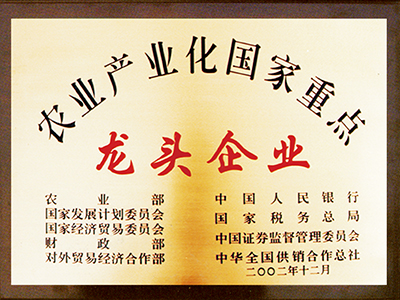 农业产业化国家重点
龙头企业
农业部
国家发展计划委员会
国家经济贸易委员会
财政部
对外贸易经济合作部
中国人民银行
国家税务总局
中国证券监督管理委员会
中华全国供销合作总社
二〇〇二年十二月